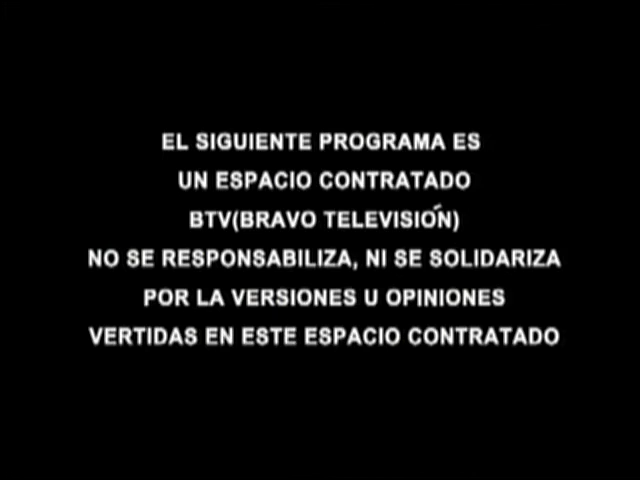 EL SIGUIENTE PROGRAMA ES
UN ESPACIO CONTRATADO
BTV(BRAVO TELEVISIÓN)
NO SE RESPONSABILIZA, NI SE SOLIDARIZA
POR LA VERSIONES U OPINIONES
VERTIDAS EN ESTE ESPACIO CONTRATADO